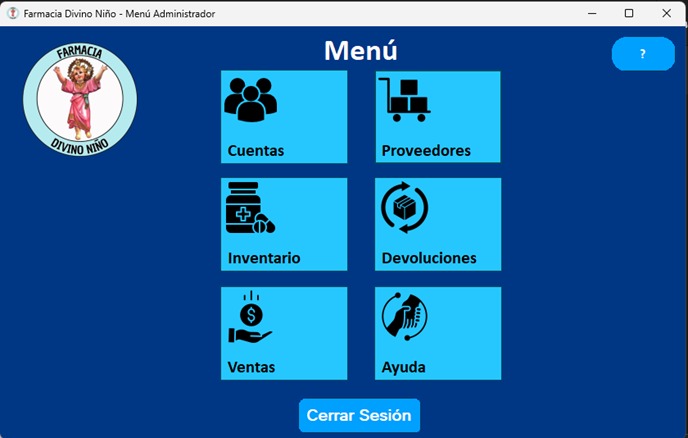 Farmacia Divino Niño - Menú Administrador
FARMACIA
DIVINO NIÑO
Menú
?
Cuentas
Proveedores
Inventario
Devoluciones
$
Ventas
Ayuda
Cerrar Sesión